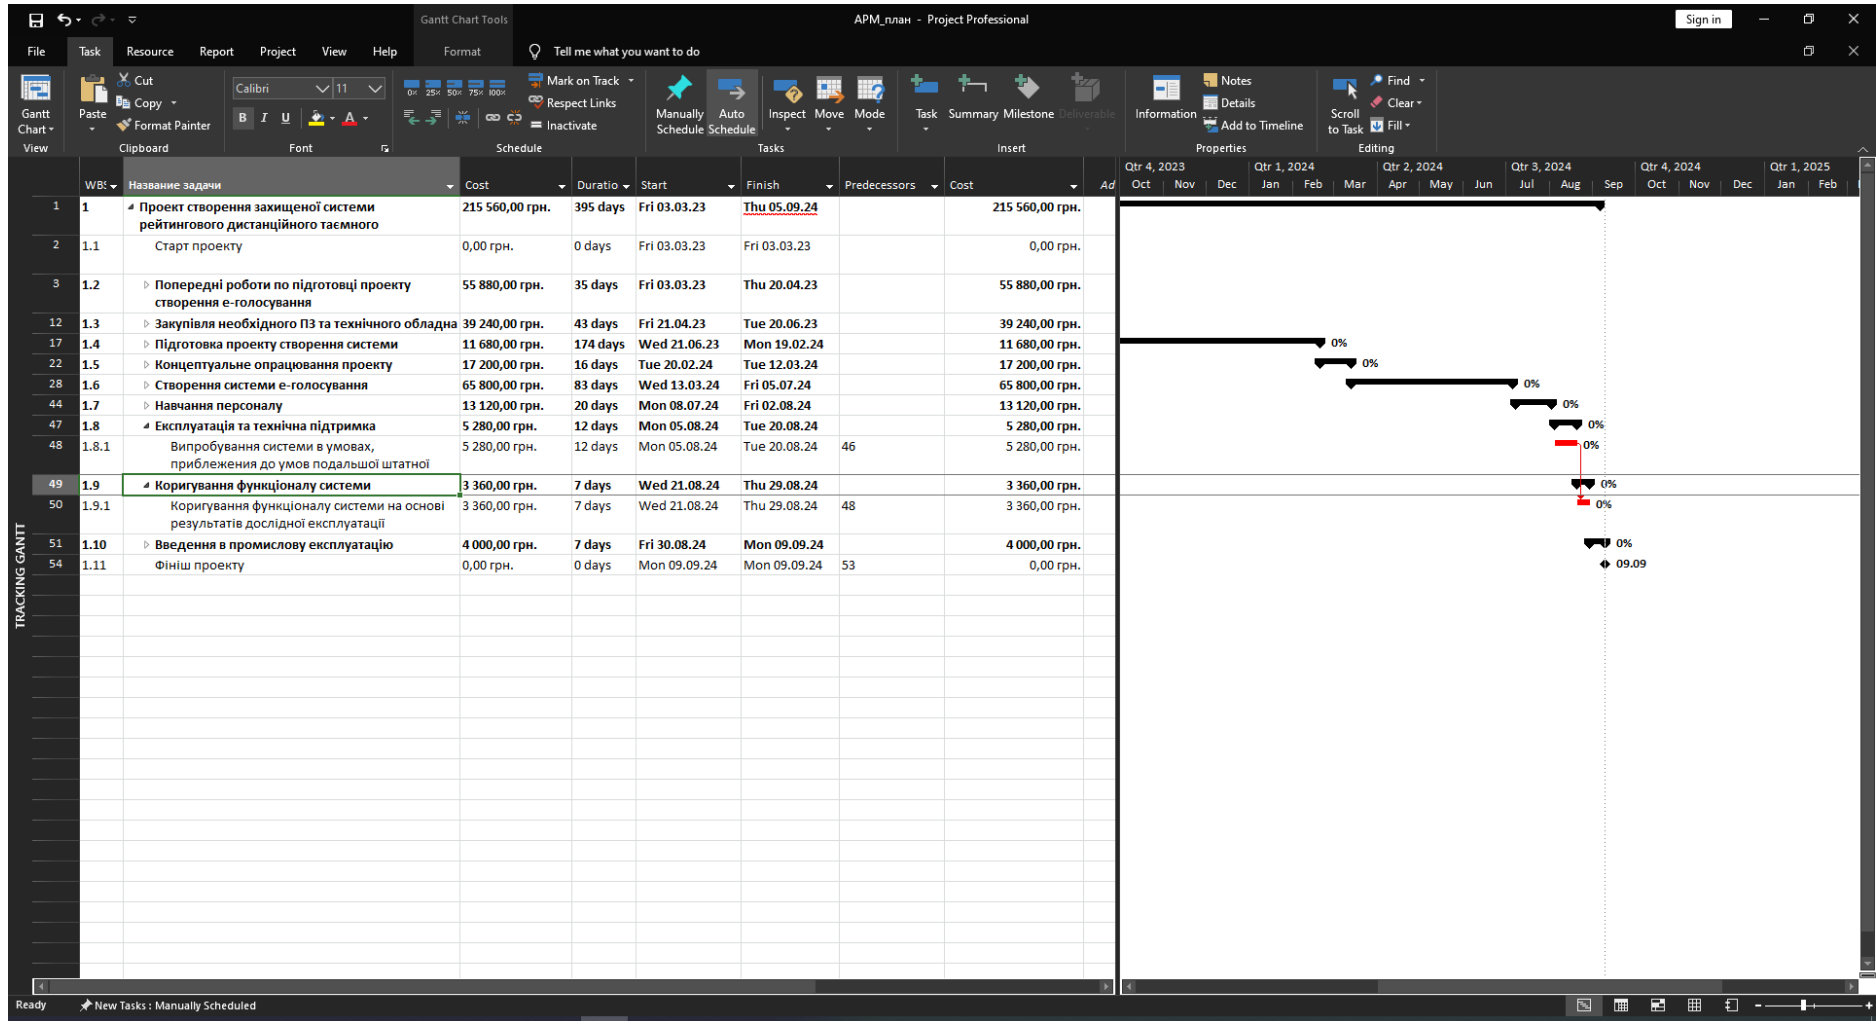 Gantt Chart Tools
АРМ_план - Project Professional
Sign in
File Task Resource Report Project View Help Format Tell me what you want to do
Gantt Chart
View
Paste
Cut
Copy
Format Painter
Clipboard
Calibri 11
B I U A
Font
0% 25% 50% 75% 100%
Mark on Track
Respect Links
Inactivate
Schedule
Manually Schedule
Auto Schedule
Inspect Move Mode
Tasks
Task Summary Milestone Deliverable
Insert
Information
Notes
Details
Add to Timeline
Properties
Scroll to Task
Find
Clear
Fill
Editing
WBS Название задачи Cost Duratio Start Finish Predecessors Cost Ad
Qtr 4, 2023 Qtr 1, 2024 Qtr 2, 2024 Qtr 3, 2024 Qtr 4, 2024 Qtr 1, 2025
Oct Nov Dec Jan Feb Mar Apr May Jun Jul Aug Sep Oct Nov Dec Jan Feb
1 1 Проект створення захищеної системи 215 560,00 грн. 395 days Fri 03.03.23 Thu 05.09.24 215 560,00 грн.
рейтингового дистанційного таємного
2 1.1 Старт проекту 0,00 грн. 0 days Fri 03.03.23 Fri 03.03.23 0,00 грн.
3 1.2 Попередні роботи по підготовці проекту 55 880,00 грн. 35 days Fri 03.03.23 Thu 20.04.23 55 880,00 грн.
створення е-голосування
12 1.3 Закупівля необхідного ПЗ та технічного обладна 39 240,00 грн. 43 days Fri 21.04.23 Tue 20.06.23 39 240,00 грн.
17 1.4 Підготовка проекту створення системи 11 680,00 грн. 174 days Wed 21.06.23 Mon 19.02.24 11 680,00 грн. 0%
22 1.5 Концептуальне опрацювання проекту 17 200,00 грн. 16 days Tue 20.02.24 Tue 12.03.24 17 200,00 грн. 0%
28 1.6 Створення системи е-голосування 65 800,00 грн. 83 days Wed 13.03.24 Fri 05.07.24 65 800,00 грн. 0%
44 1.7 Навчання персоналу 13 120,00 грн. 20 days Mon 08.07.24 Fri 02.08.24 13 120,00 грн. 0%
47 1.8 Експлуатація та технічна підтримка 5 280,00 грн. 12 days Mon 05.08.24 Tue 20.08.24 5 280,00 грн. 0%
48 1.8.1 Випробування системи в умовах, 5 280,00 грн. 12 days Mon 05.08.24 Tue 20.08.24 46 5 280,00 грн. 0%
приближення до умов подальшої штатної
49 1.9 Коригування функціоналу системи 3 360,00 грн. 7 days Wed 21.08.24 Thu 29.08.24 3 360,00 грн. 0%
50 1.9.1 Коригування функціоналу системи на основі 3 360,00 грн. 7 days Wed 21.08.24 Thu 29.08.24 48 3 360,00 грн. 0%
результатів дослідної експлуатації
51 1.10 Введення в промислову експлуатацію 4 000,00 грн. 7 days Fri 30.08.24 Mon 09.09.24 4 000,00 грн. 0%
54 1.11 Фініш проекту 0,00 грн. 0 days Mon 09.09.24 Mon 09.09.24 53 0,00 грн. 09.09
TRACKING GANTT
Ready New Tasks : Manually Scheduled